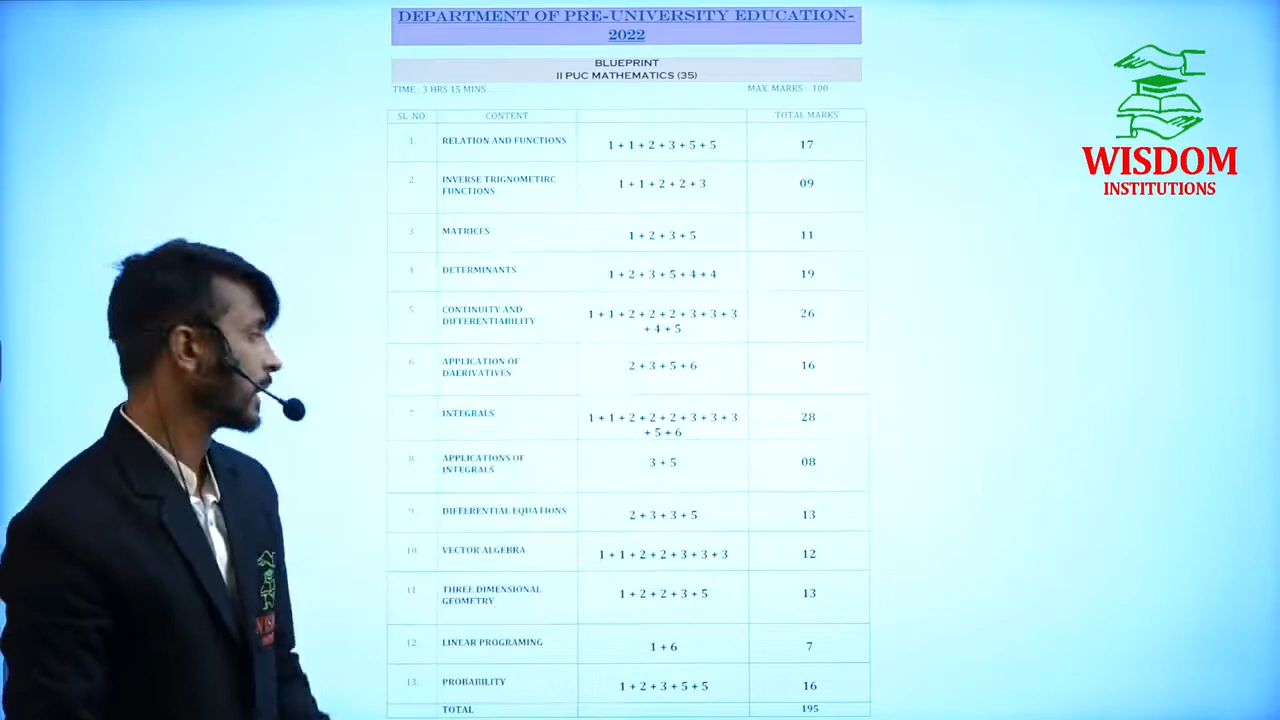 DEPARTMENT OF PRE-UNIVERSITY EDUCATION-
2022
BLUEPRINT
II PUC MATHEMATICS (35)
TIME : 3 HRS 15 MINS
MAX MARKS : 100
SL NO CONTENT TOTAL MARKS
1. RELATION AND FUNCTIONS 1 + 1 + 2 + 3 + 5 + 5 17
2. INVERSE TRIGNOMETIRC
FUNCTIONS 1 + 1 + 2 + 2 + 3 09
3. MATRICES 1 + 2 + 3 + 5 11
4. DETERMINANTS 1 + 2 + 3 + 5 + 4 + 4 19
5. CONTINUITY AND
DIFFERENTIABILITY 1 + 1 + 2 + 2 + 2 + 3 + 3 + 3
+ 4 + 5 26
6. APPLICATION OF
DAERIVATIVES 2 + 3 + 5 + 6 16
7. INTEGRALS 1 + 1 + 2 + 2 + 2 + 3 + 3 + 3
+ 5 + 6 28
8. APPLICATIONS OF
INTEGRALS 3 + 5 08
9. DIFFERENTIAL EQUATIONS 2 + 3 + 3 + 5 13
10. VECTOR ALGEBRA 1 + 1 + 2 + 2 + 3 + 3 + 3 12
11. THREE DIMENSIONAL
GEOMETRY 1 + 2 + 2 + 3 + 5 13
12. LINEAR PROGRAMING 1 + 6 7
13. PROBABILITY 1 + 2 + 3 + 5 + 5 16
TOTAL 195
WISDOM
INSTITUTIONS